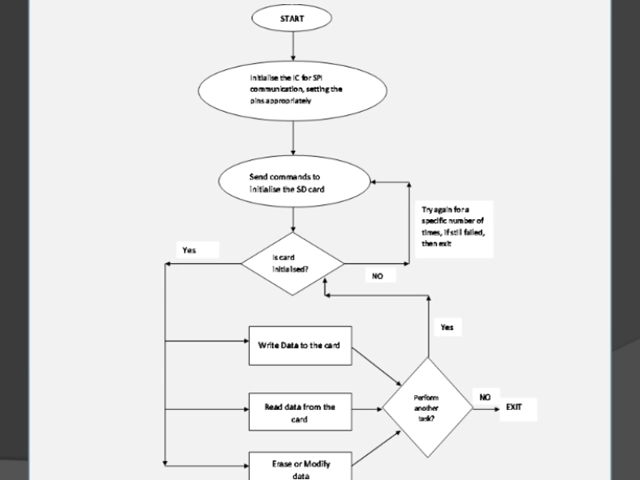 START
Initialise the IC for SPI
communication, setting the
pins appropriately
Send commands to
initialise the SD card
Try again for a
specific number of
times, if still failed,
then exit
Yes
Is card
initialised?
NO
Yes
Write Data to the card
Perform
another
task?
NO
EXIT
Read data from the
card
Erase or Modify
data